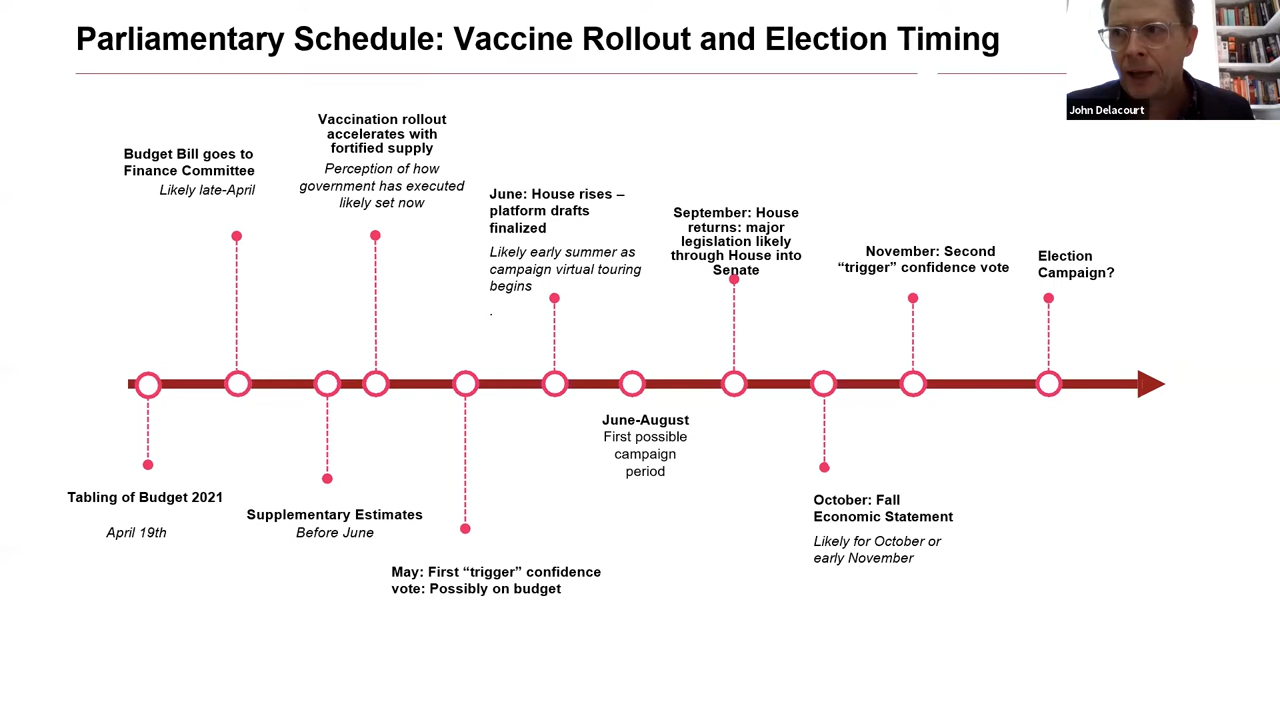 Parliamentary Schedule: Vaccine Rollout and Election Timing
John Delacourt
Budget Bill goes to
Finance Committee
Likely late-April
Vaccination rollout
accelerates with
fortified supply
Perception of how
government has executed
likely set now
June: House rises –
platform drafts
finalized
Likely early summer as
campaign virtual touring
begins
.
September: House
returns: major
legislation likely
through House into
Senate
November: Second
“trigger” confidence vote
Election
Campaign?
Tabling of Budget 2021
April 19th
Supplementary Estimates
Before June
May: First “trigger” confidence
vote: Possibly on budget
June-August
First possible
campaign
period
October: Fall
Economic Statement
Likely for October or
early November